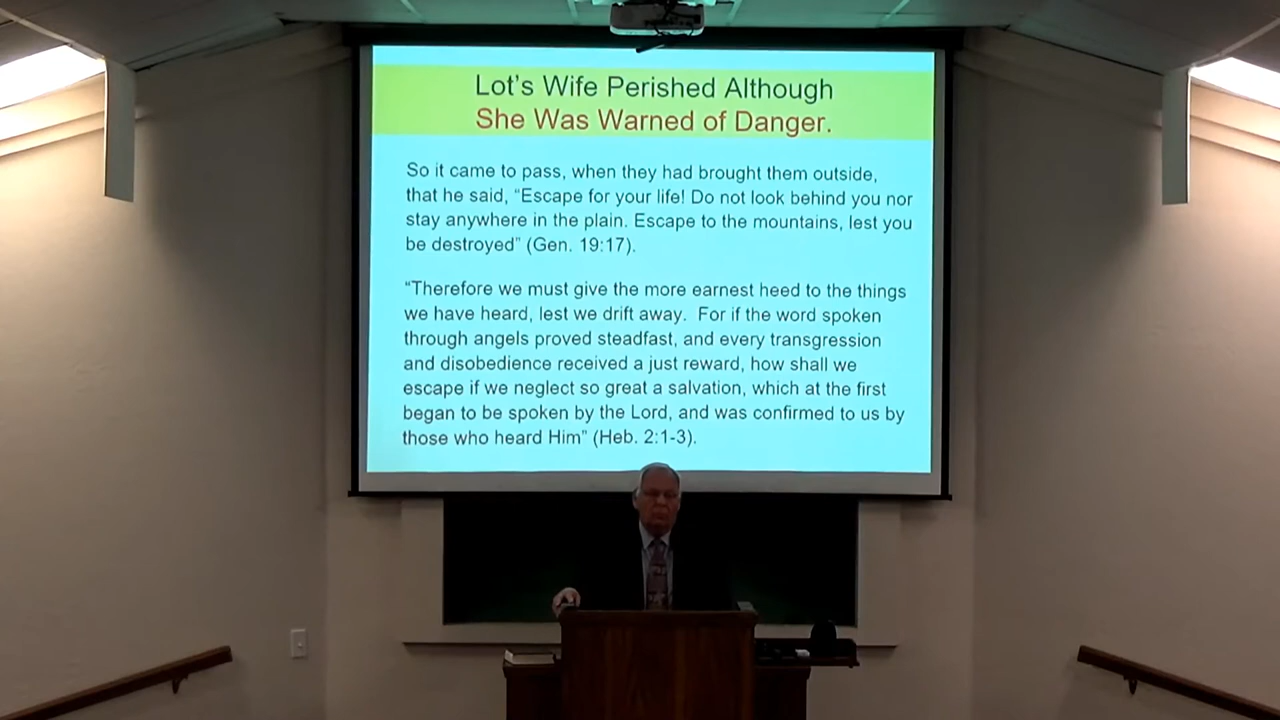 Lot's Wife Perished Although
She Was Warned of Danger.
So it came to pass, when they had brought them outside,
that he said, “Escape for your life! Do not look behind you nor
stay anywhere in the plain. Escape to the mountains, lest you
be destroyed” (Gen. 19:17).
“Therefore we must give the more earnest heed to the things
we have heard, lest we drift away.  For if the word spoken
through angels proved steadfast, and every transgression
and disobedience received a just reward, how shall we
escape if we neglect so great a salvation, which at the first
began to be spoken by the Lord, and was confirmed to us by
those who heard Him” (Heb. 2:1-3).